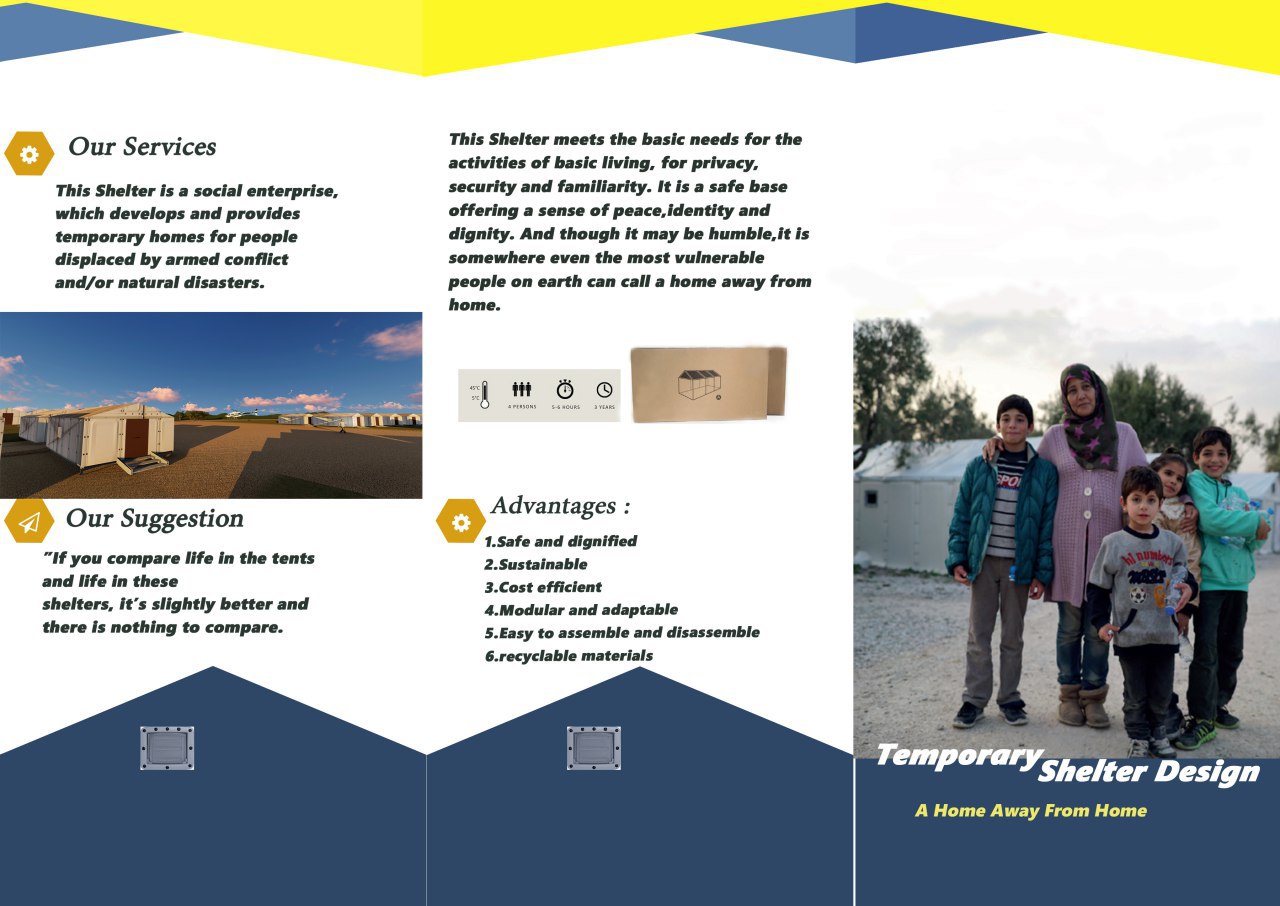 Our Services
This Shelter is a social enterprise,
which develops and provides
temporary homes for people
displaced by armed conflict
and/or natural disasters.
Our Suggestion
"If you compare life in the tents
and life in these
shelters, it's slightly better and
there is nothing to compare.
This Shelter meets the basic needs for the
activities of basic living, for privacy,
security and familiarity. It is a safe base
offering a sense of peace,identity and
dignity. And though it may be humble,it is
somewhere even the most vulnerable
people on earth can call a home away from
home.
45°C
5°C
4 PERSONS
5-6 HOURS
3 YEARS
Advantages :
1.Safe and dignified
2.Sustainable
3.Cost efficient
4.Modular and adaptable
5.Easy to assemble and disassemble
6.recyclable materials
SPO
hi numbers
Temporary
Shelter Design
A Home Away From Home